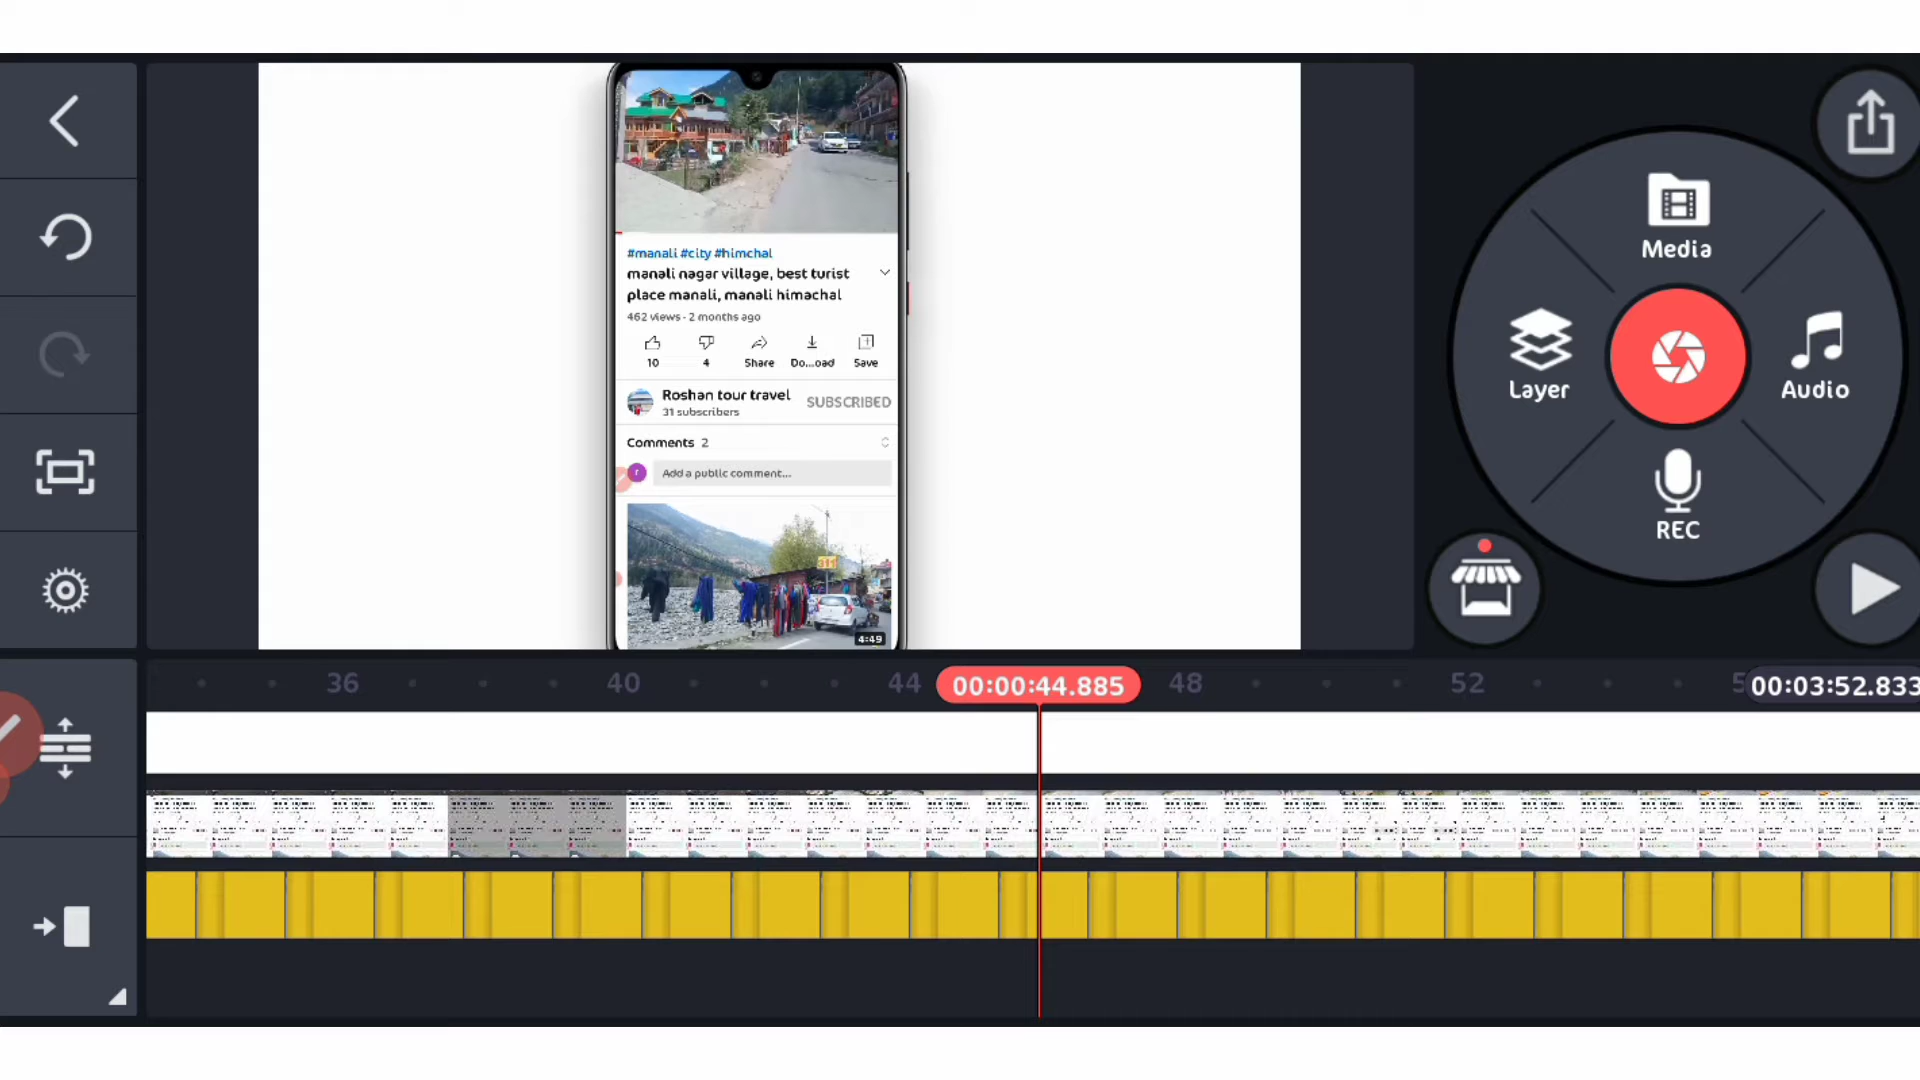 #manali #city #himchal
manali nagar village, best turist
place manali, manali himachal
462 views · 2 months ago
10
4
Share
Do...oad
Save
Roshan tour travel
SUBSCRIBED
31 subscribers
Comments 2
r
Add a public comment...
4:49
Media
Layer
Audio
REC
36
40
44
00:00:44.885
48
52
00:03:52.833